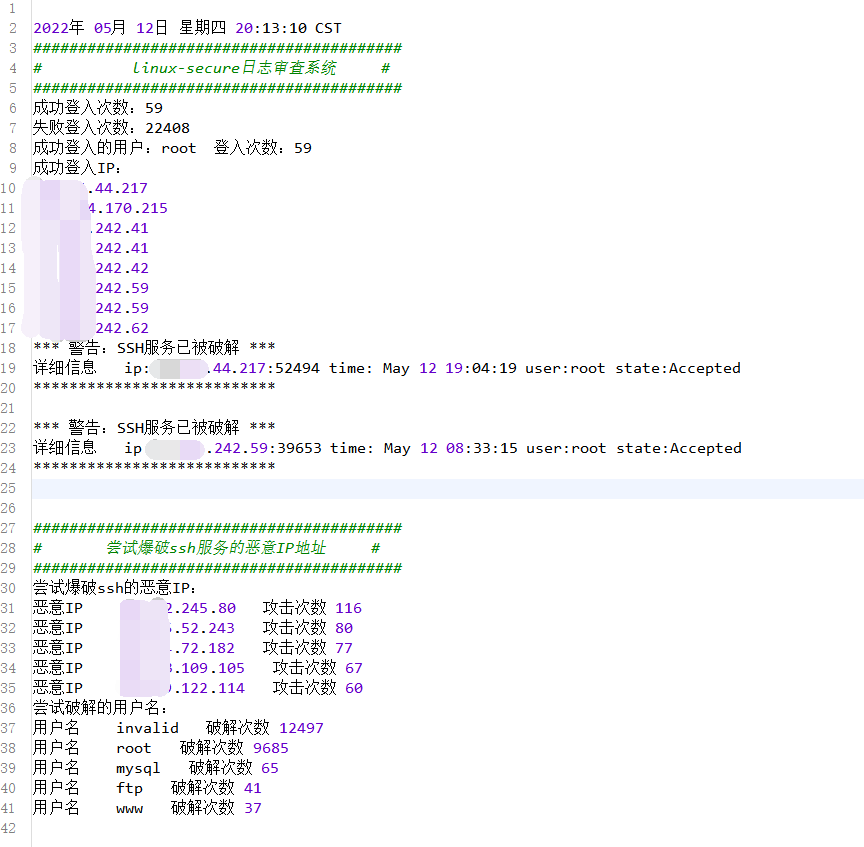 1
2 2022年 05月 12日 星期四 20:13:10 CST
3 #########################################
4 # linux-secure日志审查系统 #
5 #########################################
6 成功登入次数：59
7 失败登入次数：22408
8 成功登入的用户：root 登入次数：59
9 成功登入IP：
10 .44.217
11 4.170.215
12 .242.41
13 242.41
14 242.42
15 242.59
16 242.59
17 242.62
18 *** 警告：SSH服务已被破解 ***
19 详细信息 ip: .44.217:52494 time: May 12 19:04:19 user:root state:Accepted
20 ***************************
21
22 *** 警告：SSH服务已被破解 ***
23 详细信息 ip .242.59:39653 time: May 12 08:33:15 user:root state:Accepted
24 ***************************
25
26
27 #########################################
28 # 尝试爆破ssh服务的恶意IP地址 #
29 #########################################
30 尝试爆破ssh的恶意IP：
31 恶意IP 2.245.80 攻击次数 116
32 恶意IP .52.243 攻击次数 80
33 恶意IP .72.182 攻击次数 77
34 恶意IP .109.105 攻击次数 67
35 恶意IP .122.114 攻击次数 60
36 尝试破解的用户名：
37 用户名 invalid 破解次数 12497
38 用户名 root 破解次数 9685
39 用户名 mysql 破解次数 65
40 用户名 ftp 破解次数 41
41 用户名 www 破解次数 37
42